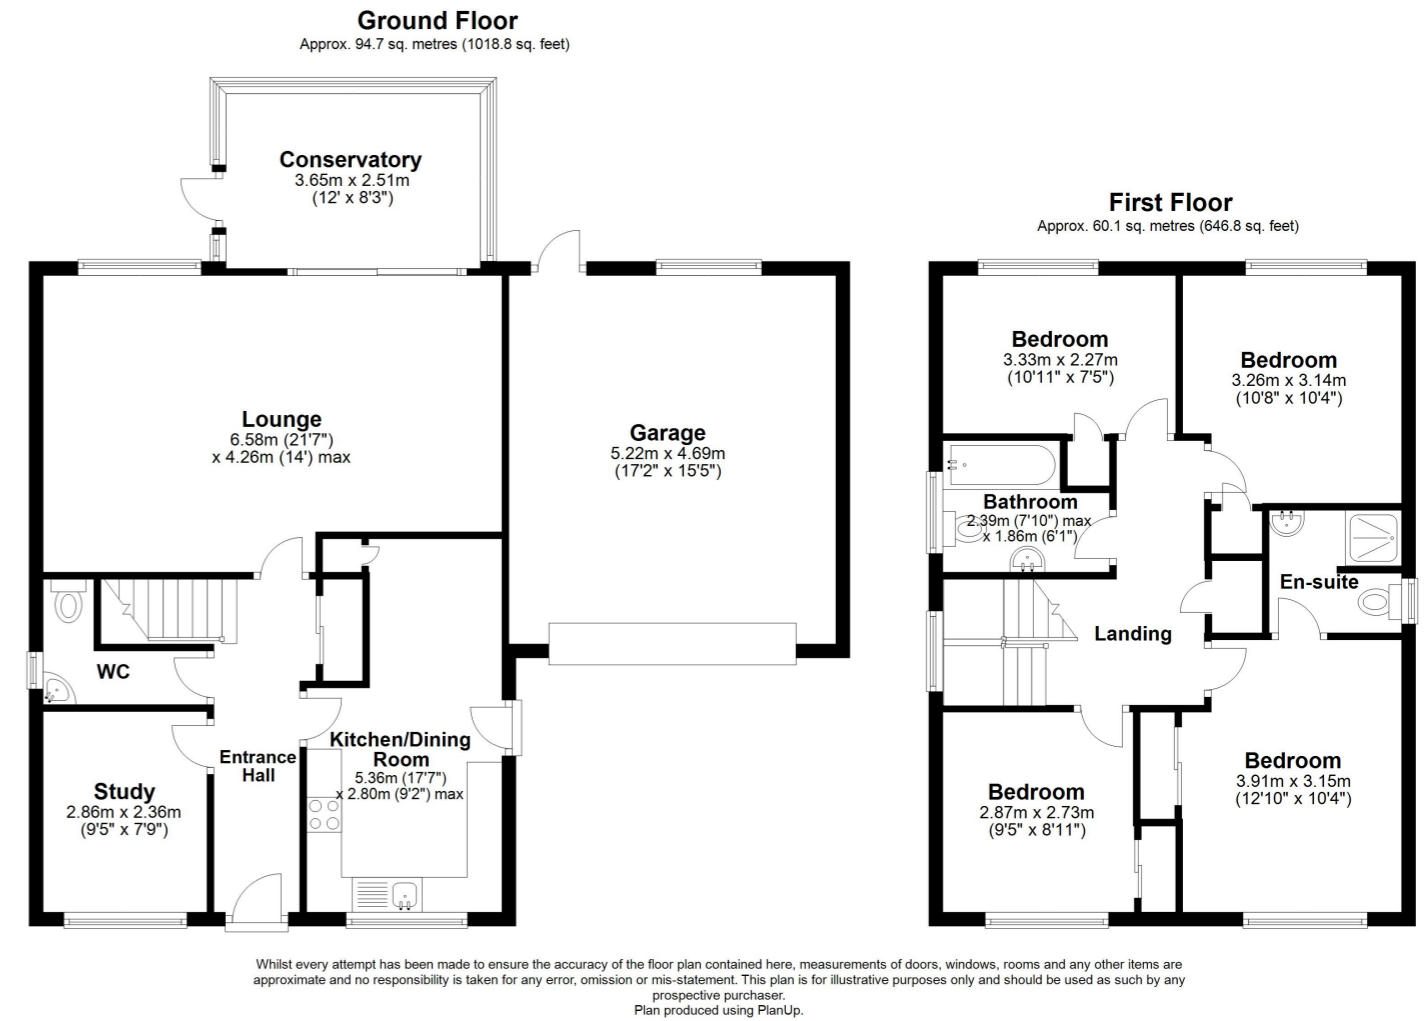 Ground Floor
Approx. 94.7 sq. metres (1018.8 sq. feet)
Conservatory
3.65m x 2.51m
(12' x 8'3")
Lounge
6.58m (21'7")
x 4.26m (14') max
Garage
5.22m x 4.69m
(17'2" x 15'5")
WC
Entrance
Hall
Kitchen/Dining
Room
5.36m (17'7")
x 2.80m (9'2") max
Study
2.86m x 2.36m
(9'5" x 7'9")
First Floor
Approx. 60.1 sq. metres (646.8 sq. feet)
Bedroom
3.33m x 2.27m
(10'11" x 7'5")
Bedroom
3.26m x 3.14m
(10'8" x 10'4")
Bathroom
2.39m (7'10") max
x 1.86m (6'1")
En-suite
Landing
Bedroom
2.87m x 2.73m
(9'5" x 8'11")
Bedroom
3.91m x 3.15m
(12'10" x 10'4")
Whilst every attempt has been made to ensure the accuracy of the floor plan contained here, measurements of doors, windows, rooms and any other items are
approximate and no responsibility is taken for any error, omission or mis-statement. This plan is for illustrative purposes only and should be used as such by any
prospective purchaser.
Plan produced using PlanUp.